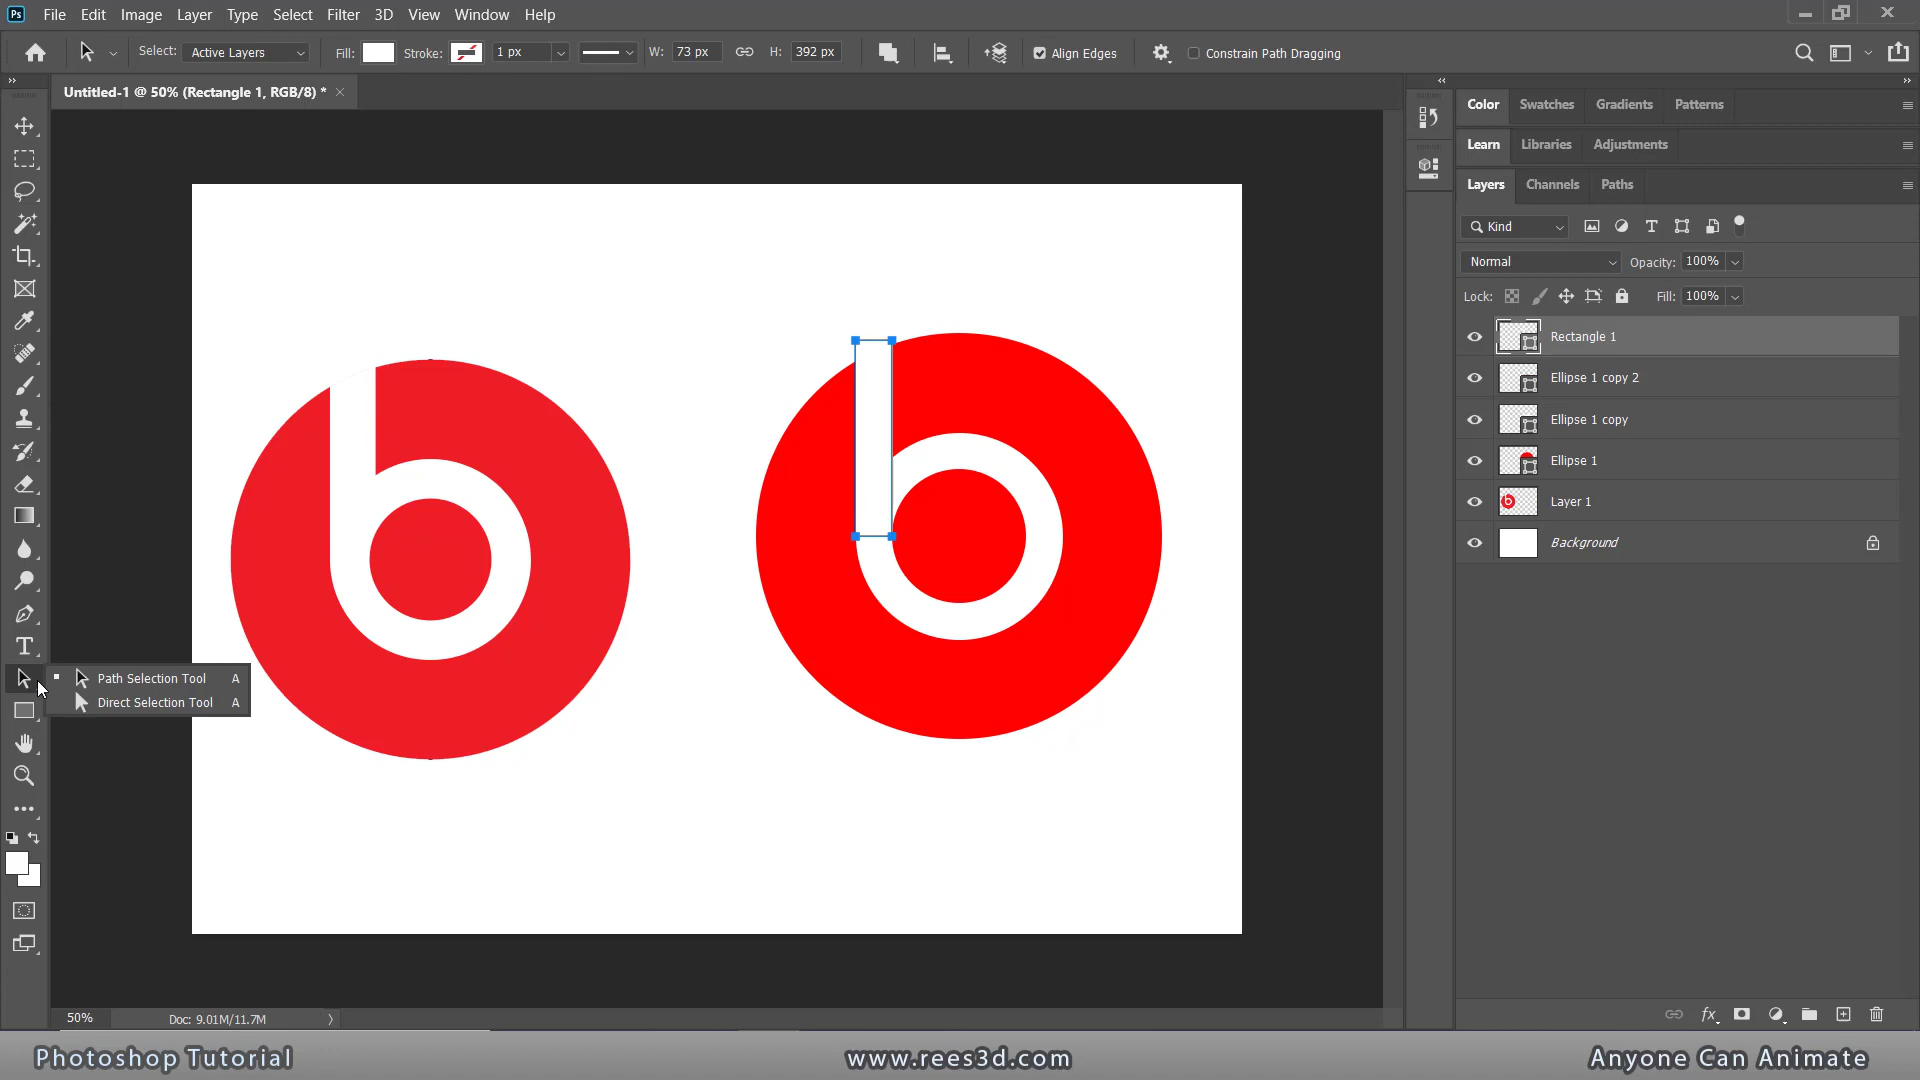 Ps File Edit Image Layer Type Select Filter 3D View Window Help
Select: Active Layers Fill: Stroke: 1 px W: 73 px H: 392 px Align Edges Constrain Path Dragging
Untitled-1 @ 50% (Rectangle 1, RGB/8) *
Color Swatches Gradients Patterns
Learn Libraries Adjustments
Layers Channels Paths
Kind
Normal Opacity: 100%
Lock: Fill: 100%
Rectangle 1
Ellipse 1 copy 2
Ellipse 1 copy
Ellipse 1
Layer 1
Background
Path Selection Tool A
Direct Selection Tool A
50% Doc: 9.01M/11.7M
fx
Photoshop Tutorial www.rees3d.com Anyone Can Animate